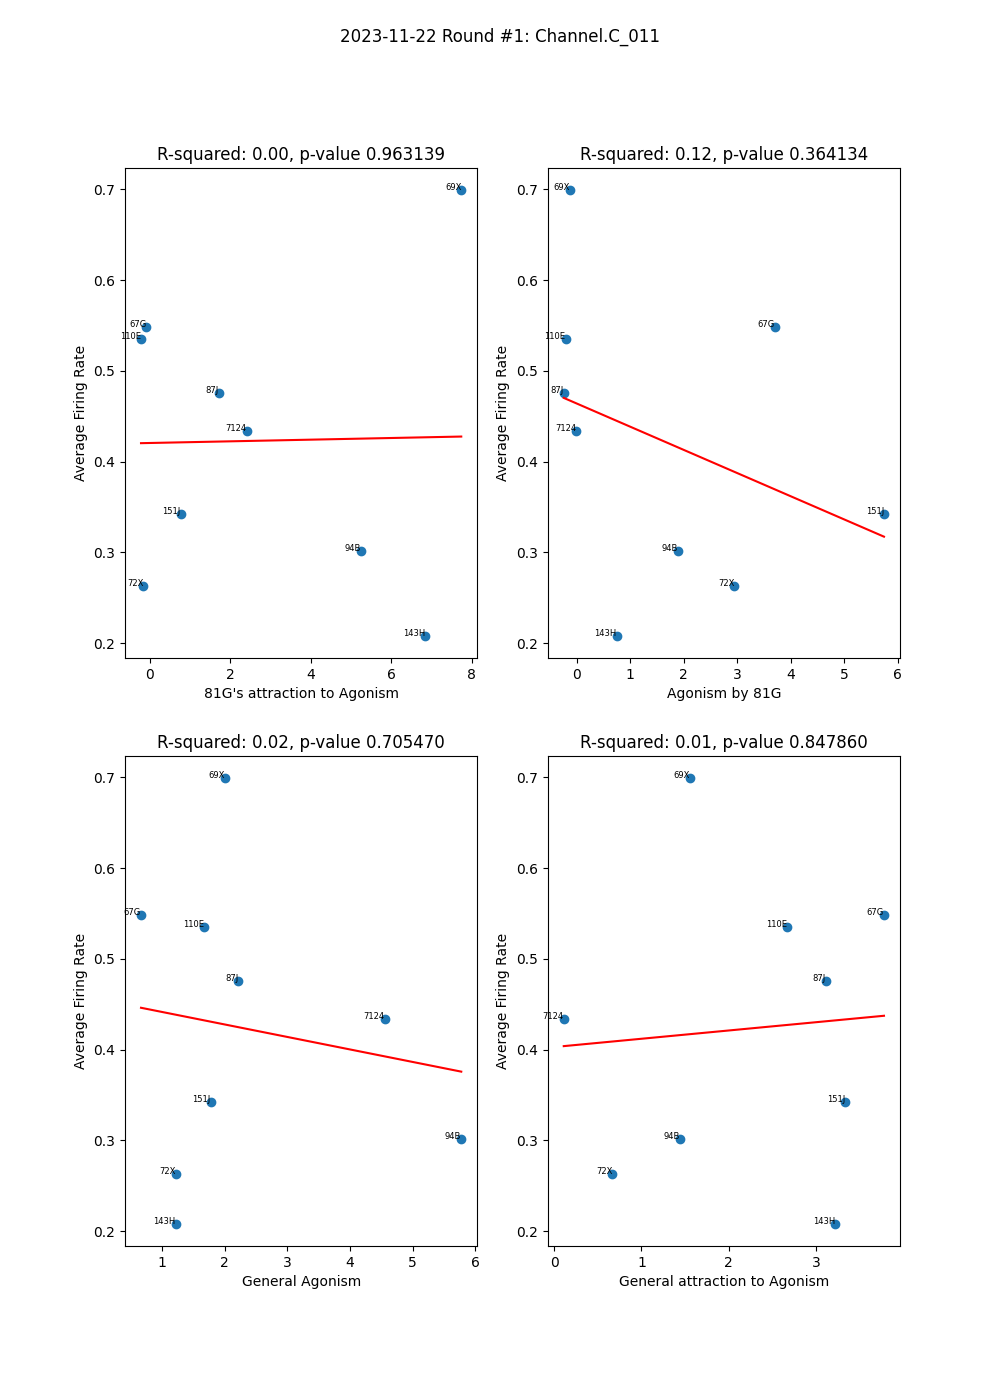 2023-11-22 Round #1: Channel.C_011
R-squared: 0.00, p-value 0.963139
0.7
0.6
0.5
0.4
0.3
0.2
Average Firing Rate
69X
67G
110E
87J
7124
151J
94B
72X
143H
0 2 4 6 8
81G's attraction to Agonism
R-squared: 0.12, p-value 0.364134
0.7
0.6
0.5
0.4
0.3
0.2
Average Firing Rate
69X
67G
110E
87J
7124
151J
94B
72X
143H
0 1 2 3 4 5 6
Agonism by 81G
R-squared: 0.02, p-value 0.705470
0.7
0.6
0.5
0.4
0.3
0.2
Average Firing Rate
69X
67G
110E
87J
7124
151J
94B
72X
143H
1 2 3 4 5 6
General Agonism
R-squared: 0.01, p-value 0.847860
0.7
0.6
0.5
0.4
0.3
0.2
Average Firing Rate
69X
67G
110E
87J
7124
151J
94B
72X
143H
0 1 2 3
General attraction to Agonism